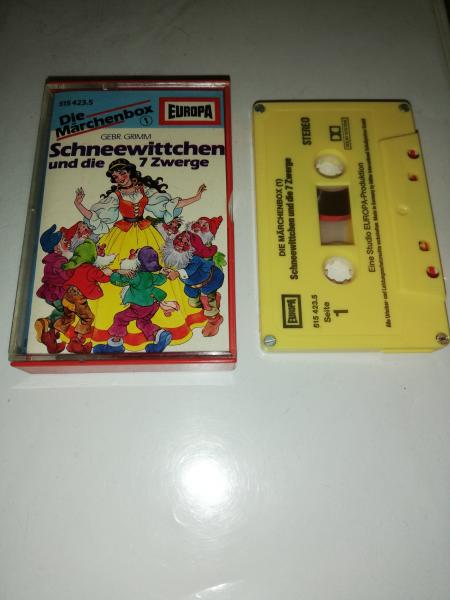 515 423.5
Die
Märchenbox
1
EUROPA
GEBR. GRIMM
Schneewittchen
und die 7 Zwerge
STEREO
DIE MÄRCHENBOX (1)
Schneewittchen und die 7 Zwerge
Eine Studio EUROPA-Produktion
EUROPA
515 423.5
Seite
1